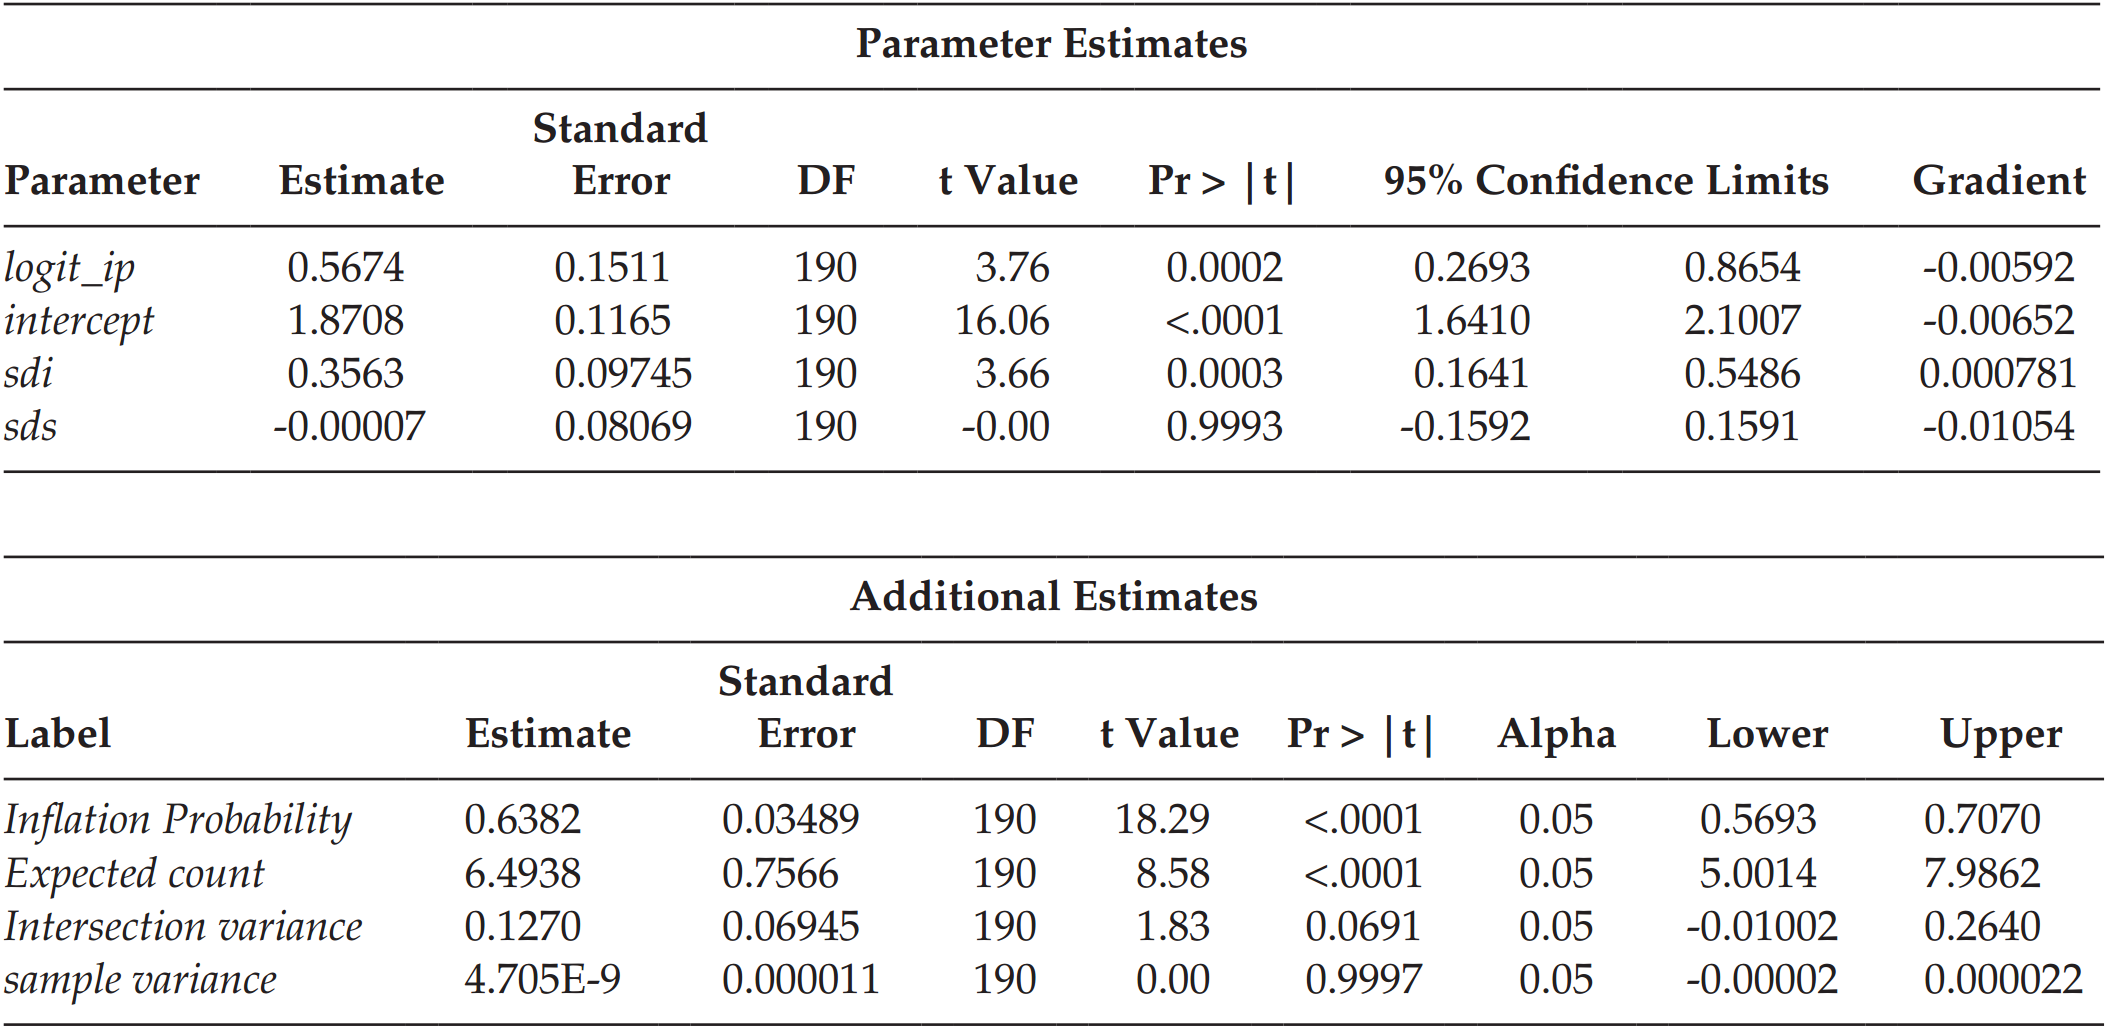 Parameter Estimates
Standard
Parameter Estimate Error DF t Value Pr > |t| 95% Confidence Limits Gradient
logit_ip 0.5674 0.1511 190 3.76 0.0002 0.2693 0.8654 -0.00592
intercept 1.8708 0.1165 190 16.06 <.0001 1.6410 2.1007 -0.00652
sdi 0.3563 0.09745 190 3.66 0.0003 0.1641 0.5486 0.000781
sds -0.00007 0.08069 190 -0.00 0.9993 -0.1592 0.1591 -0.01054
Additional Estimates
Standard
Label Estimate Error DF t Value Pr > |t| Alpha Lower Upper
Inflation Probability 0.6382 0.03489 190 18.29 <.0001 0.05 0.5693 0.7070
Expected count 6.4938 0.7566 190 8.58 <.0001 0.05 5.0014 7.9862
Intersection variance 0.1270 0.06945 190 1.83 0.0691 0.05 -0.01002 0.2640
sample variance 4.705E-9 0.000011 190 0.00 0.9997 0.05 -0.00002 0.000022